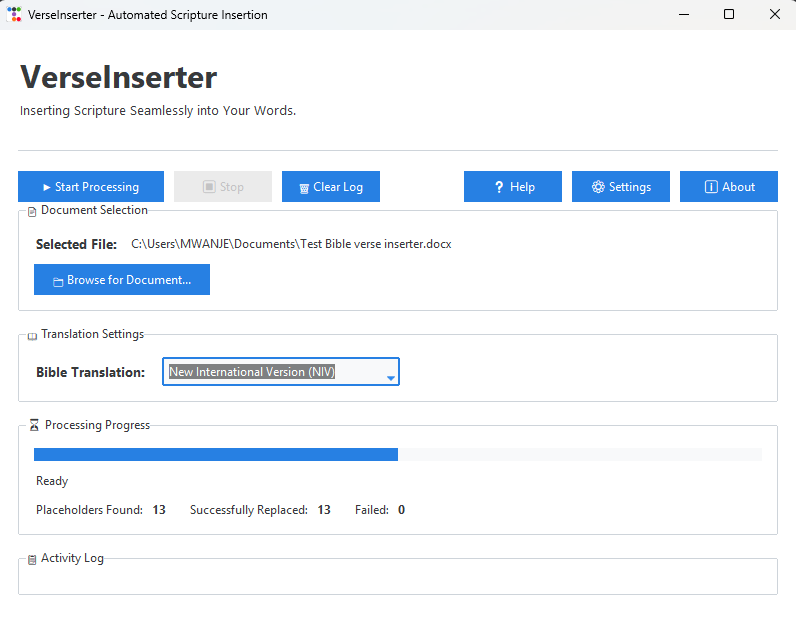 VerseInserter - Automated Scripture Insertion
VerseInserter
Inserting Scripture Seamlessly into Your Words.
Start Processing Stop Clear Log ? Help Settings About
Document Selection
Selected File: C:\Users\MWANJE\Documents\Test Bible verse inserter.docx
Browse for Document...
Translation Settings
Bible Translation: New International Version (NIV)
Processing Progress
Ready
Placeholders Found: 13 Successfully Replaced: 13 Failed: 0
Activity Log